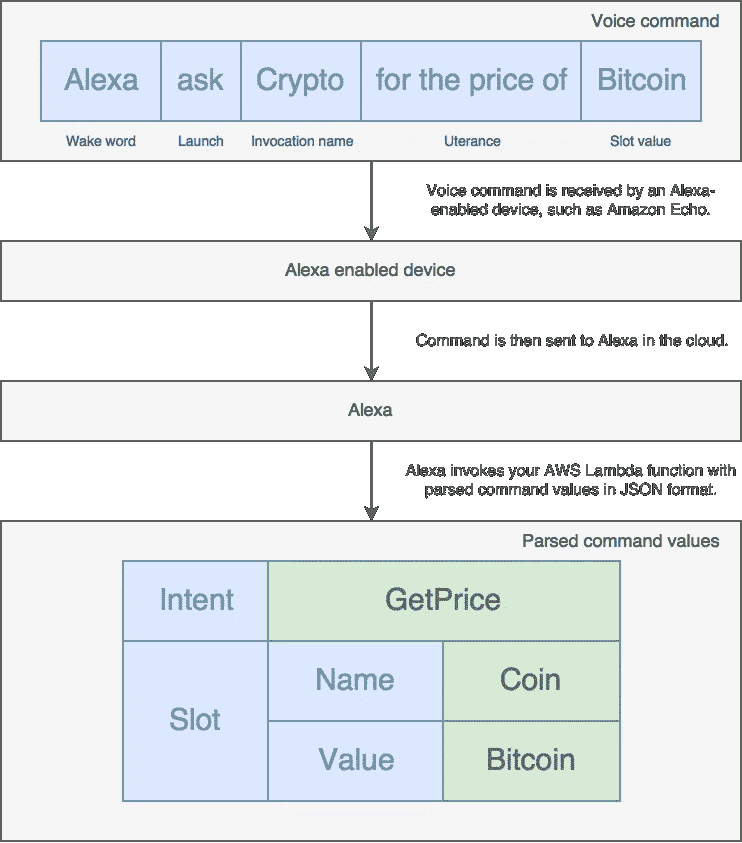 Voice command
Alexa ask Crypto for the price of Bitcoin
Wake word Launch Invocation name Uterance Slot value
Voice command is received by an Alexa-
enabled device, such as Amazon Echo.
Alexa enabled device
Command is then sent to Alexa in the cloud.
Alexa
Alexa invokes your AWS Lambda function with
parsed command values in JSON format.
Parsed command values
Intent GetPrice
Slot
Name Coin
Value Bitcoin